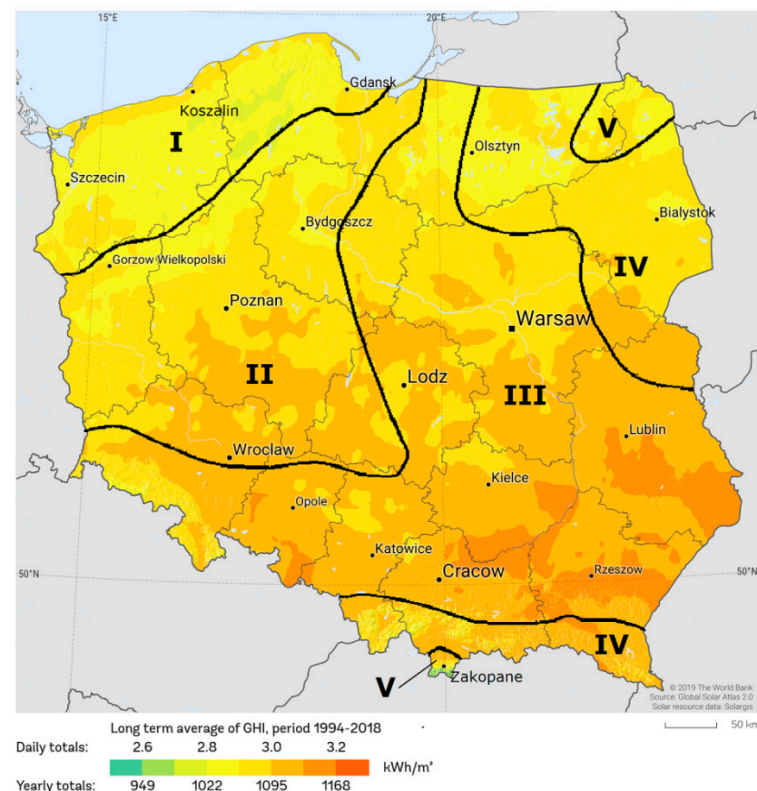 15°E
20°E
Gdansk
Koszalin
I
V
Olsztyn
Szczecin
Bialystok
Bydgoszcz
Gorzow Wielkopolski
IV
Poznan
Warsaw
II
Lodz
III
Lublin
Wroclaw
Kielce
Opole
Katowice
50°N
Cracow
Rzeszow
50°N
IV
V
Zakopane
© 2019 The World Bank
Source: Global Solar Atlas 2.0
Solar resource data: Solargis
Long term average of GHI, period 1994-2018
50 km
Daily totals: 2.6 2.8 3.0 3.2
kWh/m²
Yearly totals: 949 1022 1095 1168